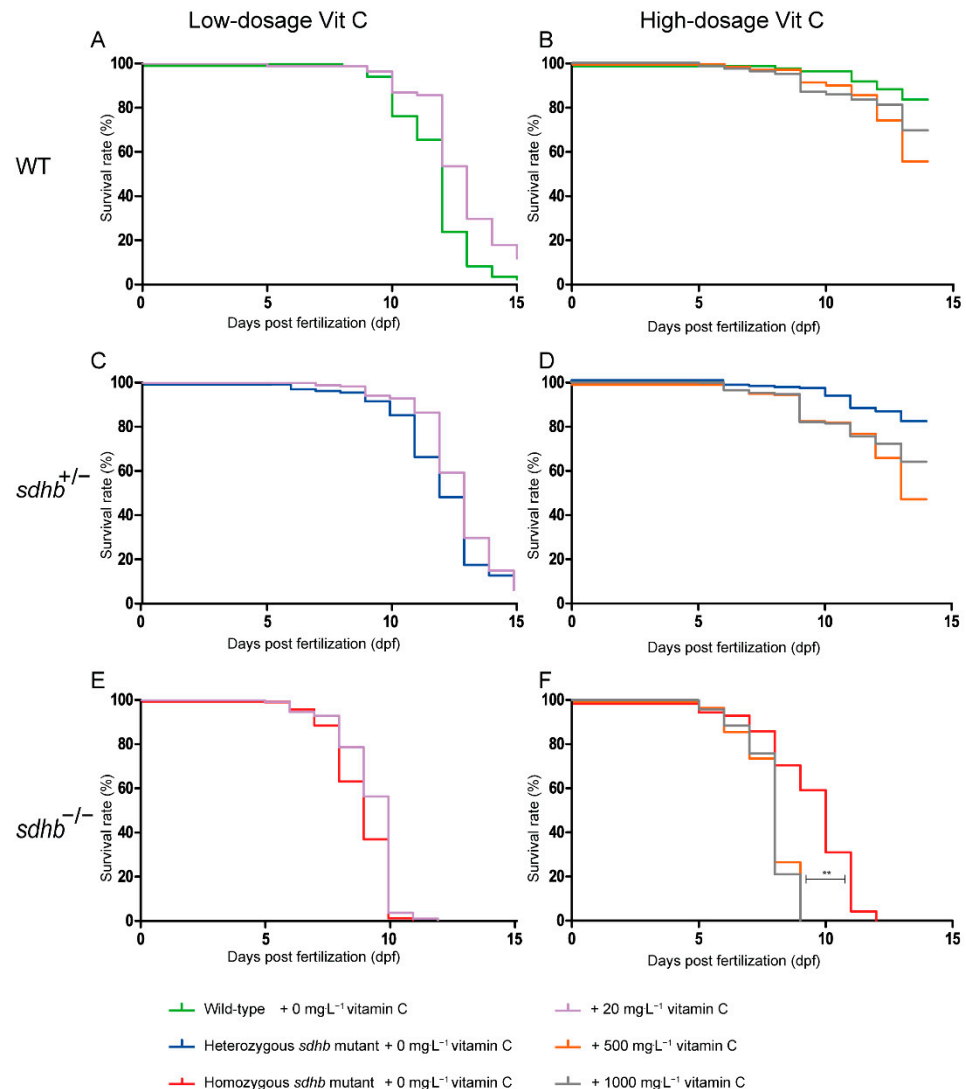 Low-dosage Vit C High-dosage Vit C
A
100
80
60
40
20
0
0 5 10 15
Survival rate (%)
Days post fertilization (dpf)
B
100
80
60
40
20
0
0 5 10 15
Survival rate (%)
Days post fertilization (dpf)
WT
C
100
80
60
40
20
0
0 5 10 15
Survival rate (%)
Days post fertilization (dpf)
D
100
80
60
40
20
0
0 5 10 15
Survival rate (%)
Days post fertilization (dpf)
sdhb+/−
E
100
80
60
40
20
0
0 5 10 15
Survival rate (%)
Days post fertilization (dpf)
F
100
80
60
40
20
0
0 5 10 15
Survival rate (%)
Days post fertilization (dpf)
**
sdhb−/−
Wild-type + 0 mg·L−1 vitamin C
Heterozygous sdhb mutant + 0 mg·L−1 vitamin C
Homozygous sdhb mutant + 0 mg·L−1 vitamin C
+ 20 mg·L−1 vitamin C
+ 500 mg·L−1 vitamin C
+ 1000 mg·L−1 vitamin C